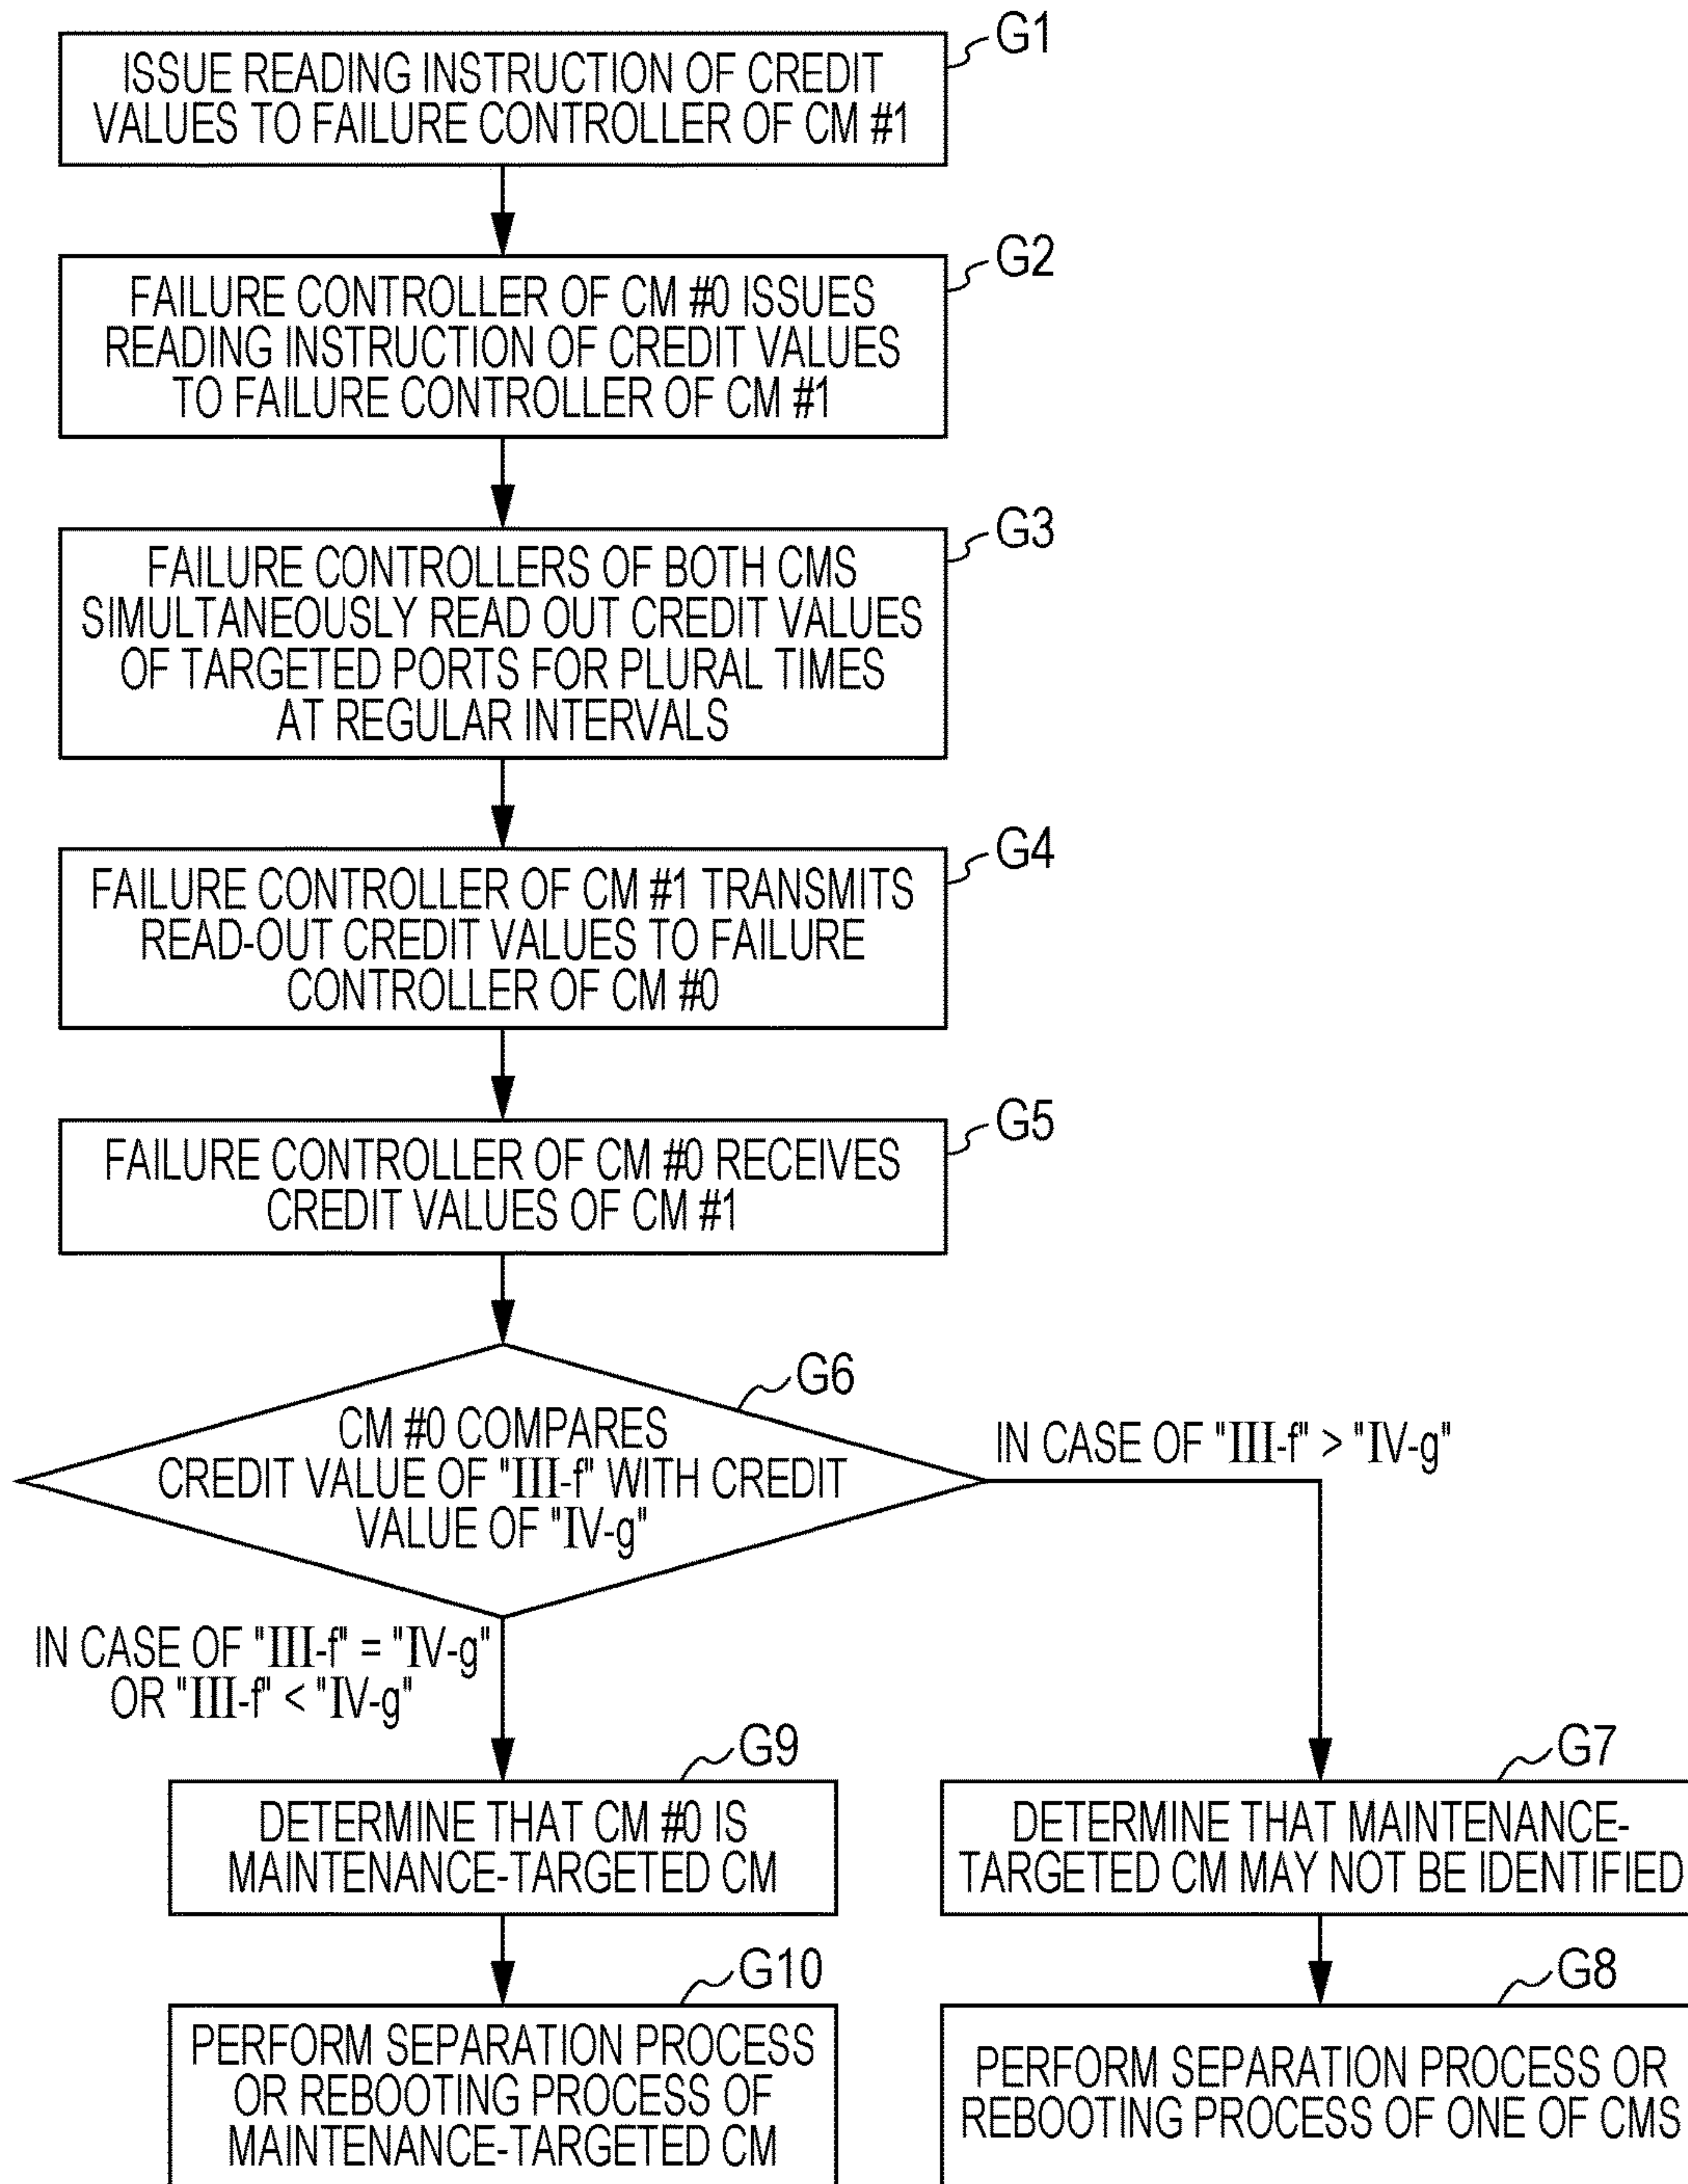 G1
ISSUE READING INSTRUCTION OF CREDIT
VALUES TO FAILURE CONTROLLER OF CM #1
G2
FAILURE CONTROLLER OF CM #0 ISSUES
READING INSTRUCTION OF CREDIT VALUES
TO FAILURE CONTROLLER OF CM #1
G3
FAILURE CONTROLLERS OF BOTH CMS
SIMULTANEOUSLY READ OUT CREDIT VALUES
OF TARGETED PORTS FOR PLURAL TIMES
AT REGULAR INTERVALS
G4
FAILURE CONTROLLER OF CM #1 TRANSMITS
READ-OUT CREDIT VALUES TO FAILURE
CONTROLLER OF CM #0
G5
FAILURE CONTROLLER OF CM #0 RECEIVES
CREDIT VALUES OF CM #1
G6
CM #0 COMPARES
CREDIT VALUE OF "III-f" WITH CREDIT
VALUE OF "IV-g"
IN CASE OF "III-f" > "IV-g"
IN CASE OF "III-f" = "IV-g"
OR "III-f" < "IV-g"
G9
DETERMINE THAT CM #0 IS
MAINTENANCE-TARGETED CM
G7
DETERMINE THAT MAINTENANCE-
TARGETED CM MAY NOT BE IDENTIFIED
G10
PERFORM SEPARATION PROCESS
OR REBOOTING PROCESS OF
MAINTENANCE-TARGETED CM
G8
PERFORM SEPARATION PROCESS OR
REBOOTING PROCESS OF ONE OF CMS